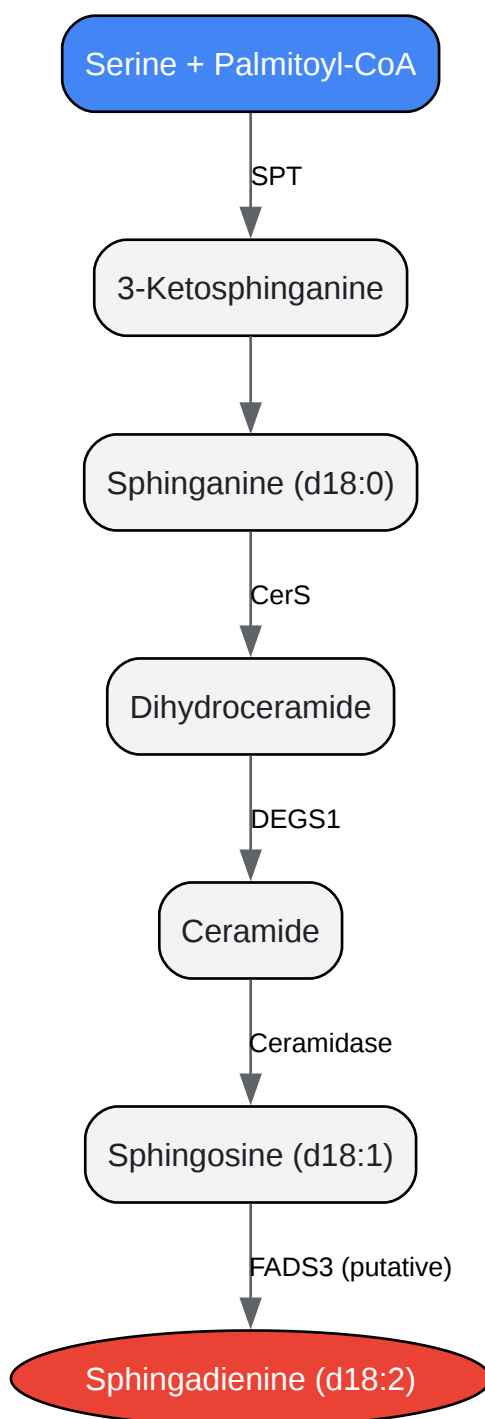 Serine + Palmitoyl-CoA
SPT
3-Ketosphinganine
Sphinganine (d18:0)
CerS
Dihydroceramide
DEGS1
Ceramide
Ceramidase
Sphingosine (d18:1)
FADS3 (putative)
Sphingadienine (d18:2)